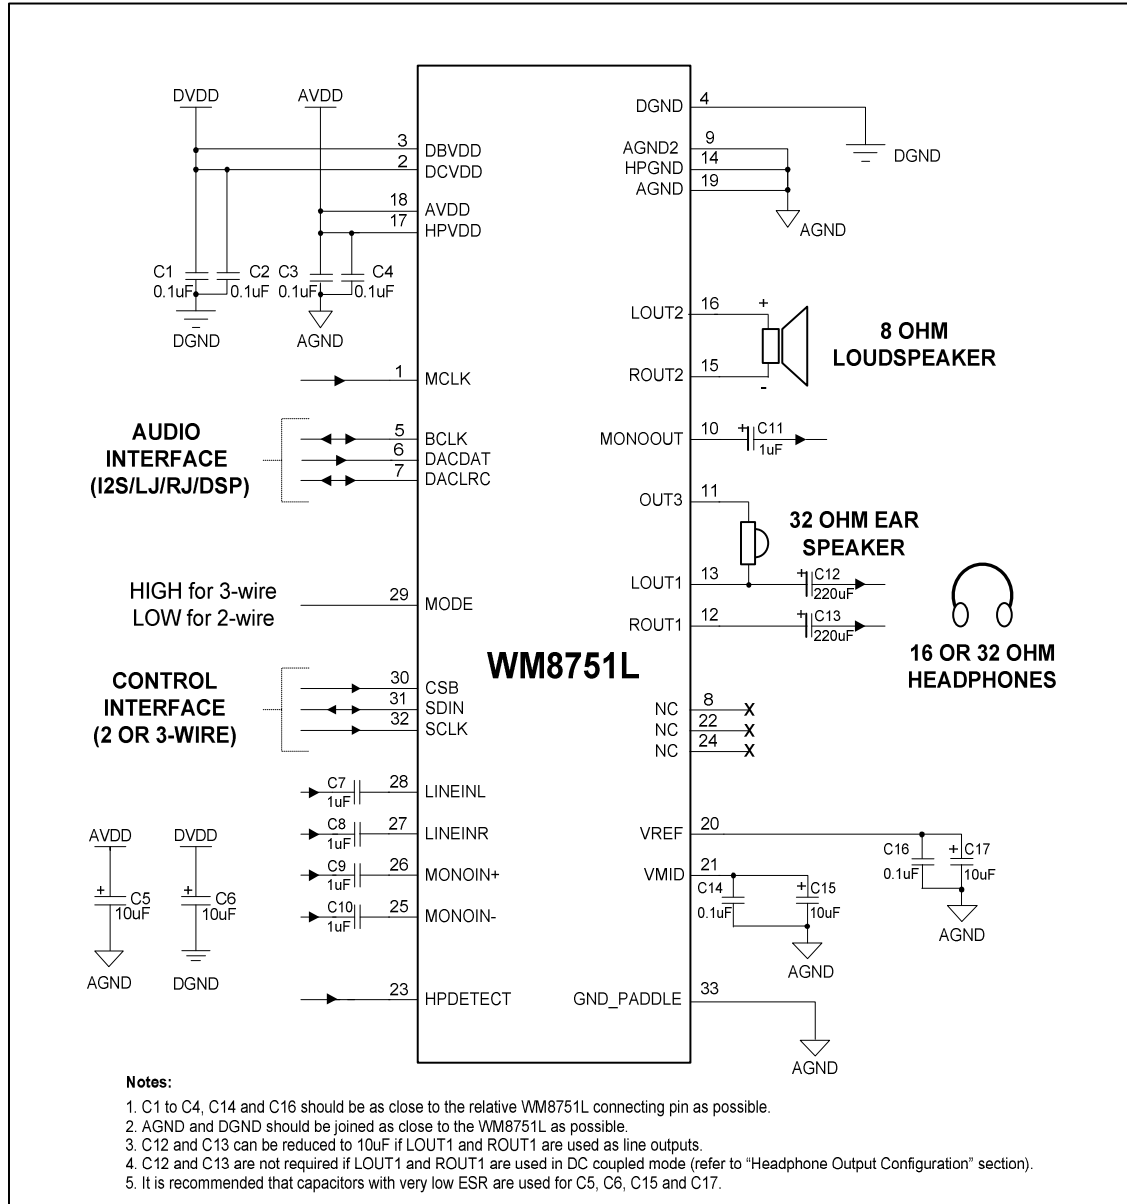 DVDD
AVDD
3
DBVDD
2
DCVDD
18
AVDD
17
HPVDD
C1
0.1uF
C2
0.1uF
C3
0.1uF
C4
0.1uF
DGND
AGND
1
MCLK
AUDIO
INTERFACE
(I2S/LJ/RJ/DSP)
5
BCLK
6
DACDAT
7
DACLRC
HIGH for 3-wire
LOW for 2-wire
29
MODE
CONTROL
INTERFACE
(2 OR 3-WIRE)
30
CSB
31
SDIN
32
SCLK
C7
1uF
28
LINEINL
C8
1uF
27
LINEINR
C9
1uF
26
MONOIN+
C10
1uF
25
MONOIN-
AVDD
+
C5
10uF
AGND
DVDD
+
C6
10uF
DGND
23
HPDETECT
WM8751L
DGND
4
DGND
AGND2
9
HPGND
14
AGND
19
AGND
LOUT2
16
+
ROUT2
15
-
8 OHM
LOUDSPEAKER
MONOOUT
10
+
C11
1uF
OUT3
11
32 OHM EAR
SPEAKER
LOUT1
13
+
C12
220uF
ROUT1
12
+
C13
220uF
16 OR 32 OHM
HEADPHONES
NC
8
X
NC
22
X
NC
24
X
VREF
20
C16
0.1uF
+
C17
10uF
AGND
VMID
21
C14
0.1uF
+
C15
10uF
AGND
GND_PADDLE
33
AGND
Notes:
1. C1 to C4, C14 and C16 should be as close to the relative WM8751L connecting pin as possible.
2. AGND and DGND should be joined as close to the WM8751L as possible.
3. C12 and C13 can be reduced to 10uF if LOUT1 and ROUT1 are used as line outputs.
4. C12 and C13 are not required if LOUT1 and ROUT1 are used in DC coupled mode (refer to “Headphone Output Configuration” section).
5. It is recommended that capacitors with very low ESR are used for C5, C6, C15 and C17.